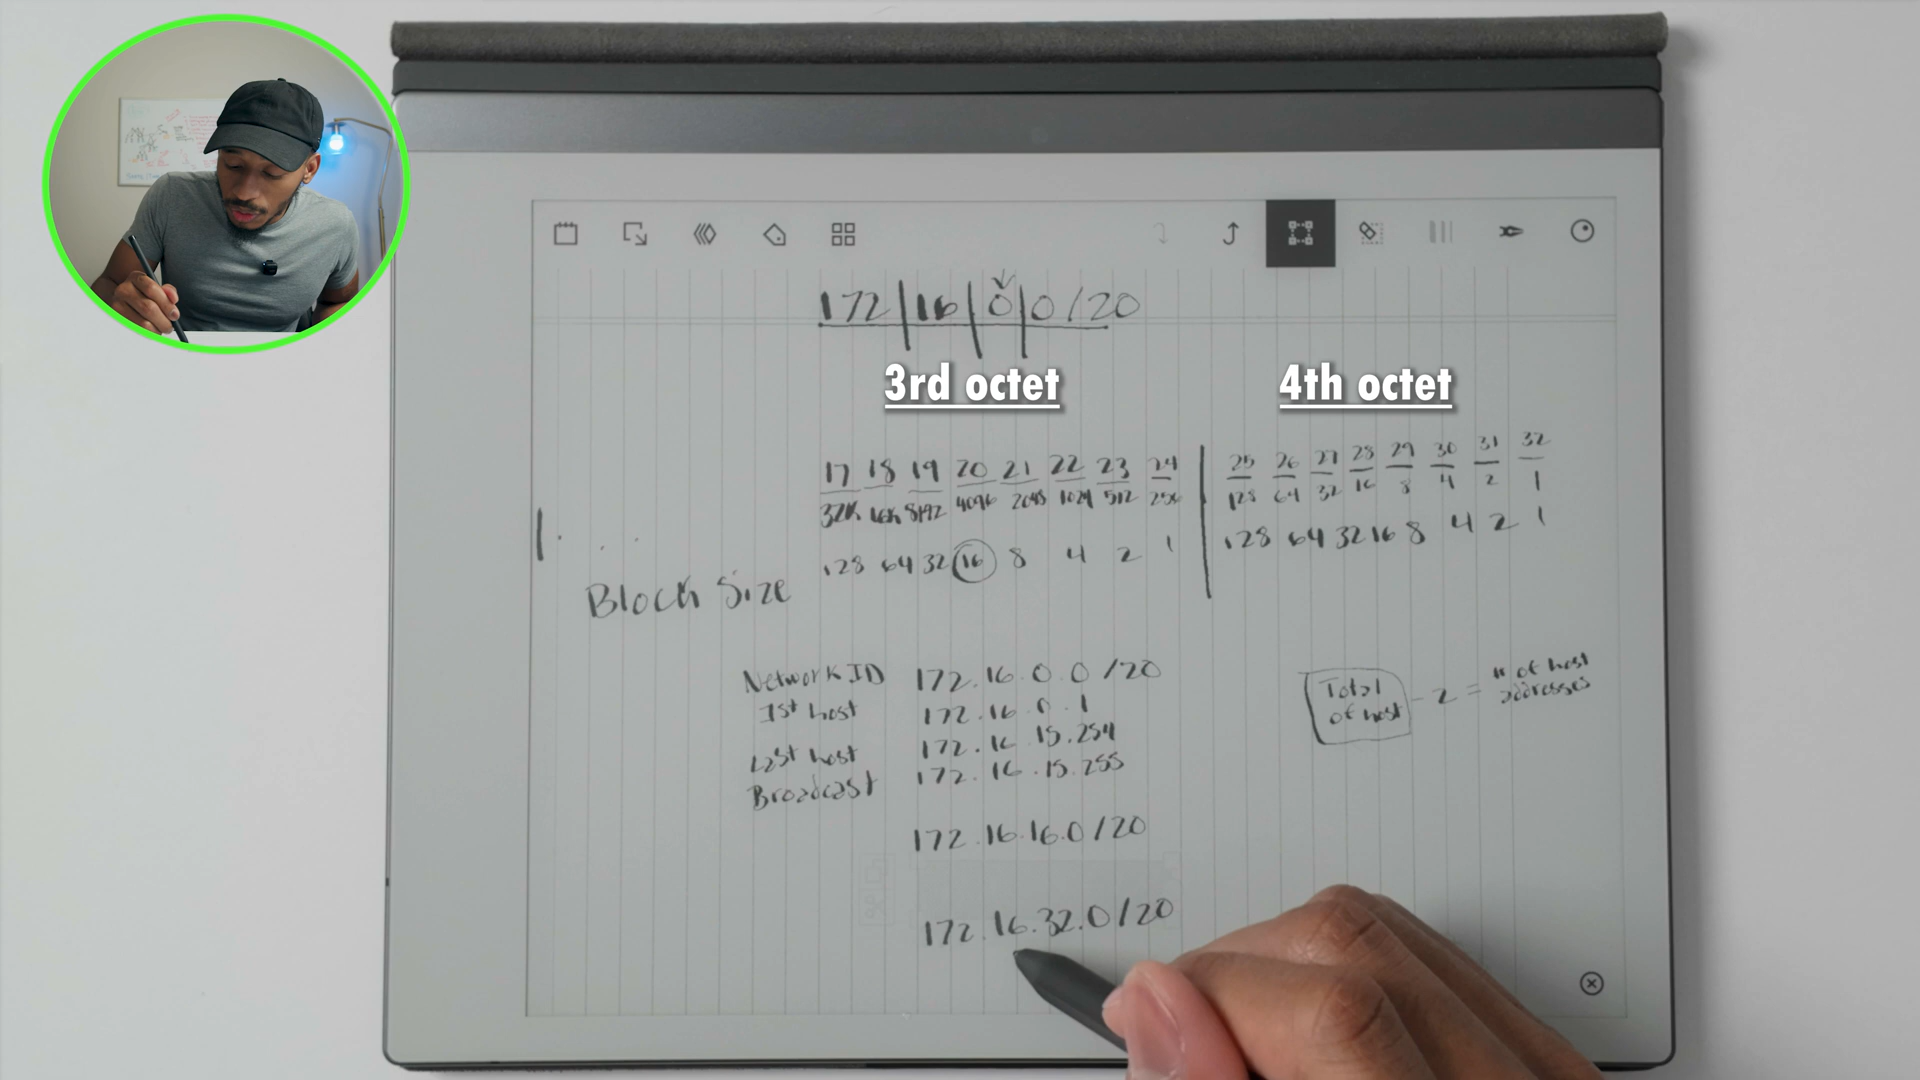 172|16|0|0/20
3rd octet
4th octet
17 18 19 20 21 22 23 24
32K 16K 8192 4096 2048 1024 512 256
128 64 32 16 8 4 2 1
25 26 27 28 29 30 31 32
128 64 32 16 8 4 2 1
128 64 32 16 8 4 2 1
Block Size
Network ID 172.16.0.0/20
1st host 172.16.0.1
Last host 172.16.15.254
Broadcast 172.16.15.255
172.16.16.0/20
172.16.32.0/20
Total of host - 2 = # of host addresses